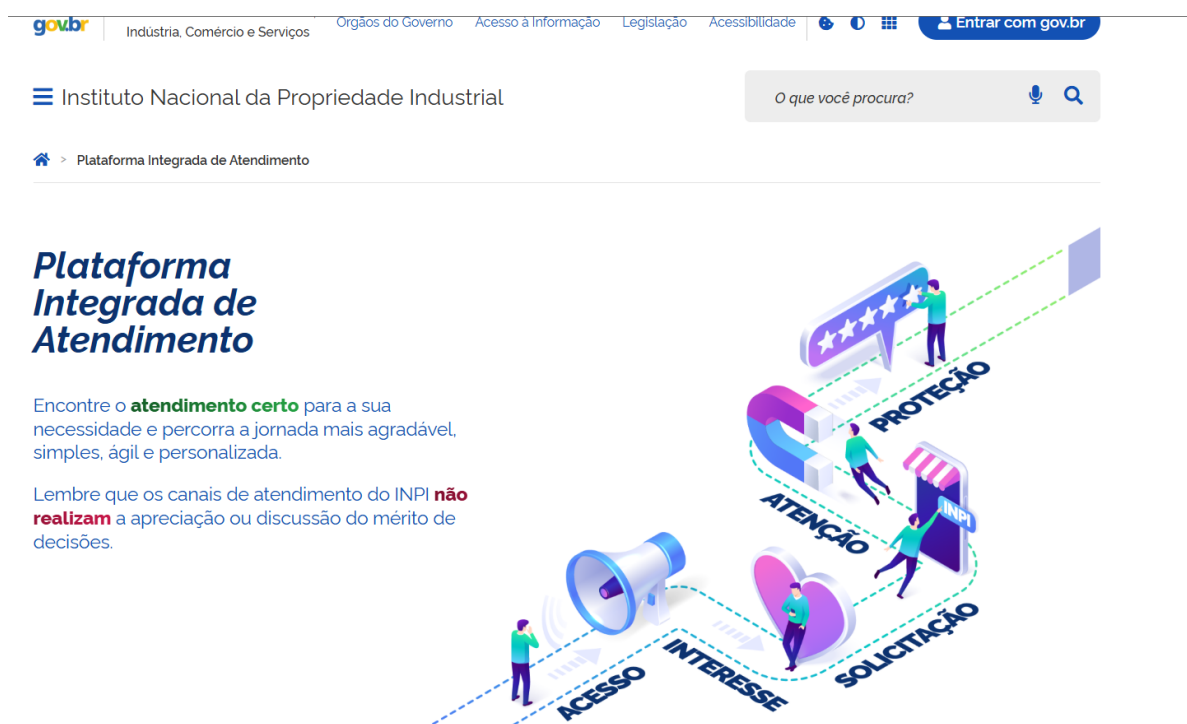 gov.br
Indústria, Comércio e Serviços
Órgãos do Governo Acesso à Informação Legislação Acessibilidade
Entrar com gov.br
Instituto Nacional da Propriedade Industrial
O que você procura?
> Plataforma Integrada de Atendimento
Plataforma
Integrada de
Atendimento
Encontre o atendimento certo para a sua
necessidade e percorra a jornada mais agradável,
simples, ágil e personalizada.
Lembre que os canais de atendimento do INPI não
realizam a apreciação ou discussão do mérito de
decisões.
PROTEÇÃO
ATENÇÃO
INPI
SOLICITAÇÃO
INTERESSE
ACESSO